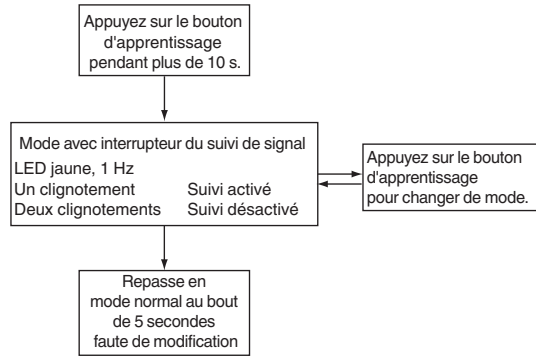 Appuyez sur le bouton
d'apprentissage
pendant plus de 10 s.
Mode avec interrupteur du suivi de signal
LED jaune, 1 Hz
Un clignotement Suivi activé
Deux clignotements Suivi désactivé
Appuyez sur le bouton
d'apprentissage
pour changer de mode.
Repasse en
mode normal au bout
de 5 secondes
faute de modification